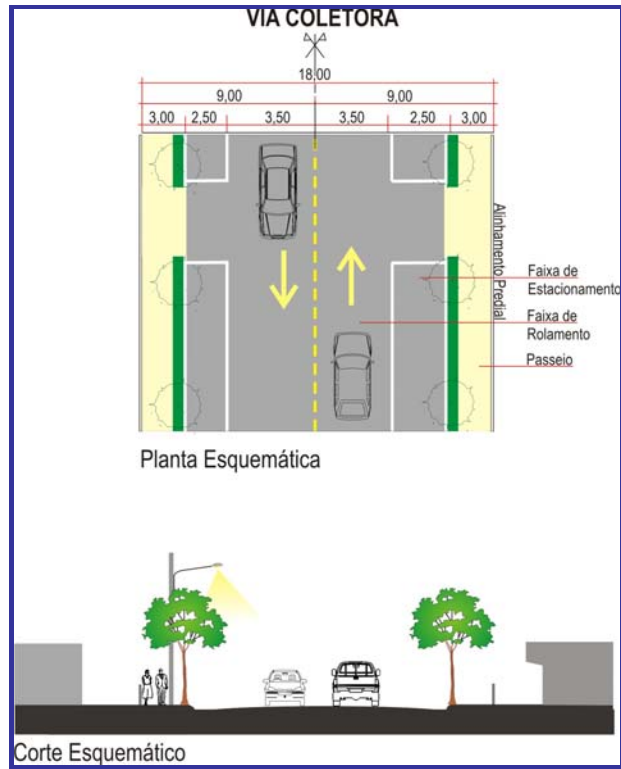 VIA COLETORA
18,00
9,00 9,00
3,00 2,50 3,50 3,50 2,50 3,00
Alinhamento Predial
Faixa de
Estacionamento
Faixa de
Rolamento
Passeio
Planta Esquemática
Corte Esquemático